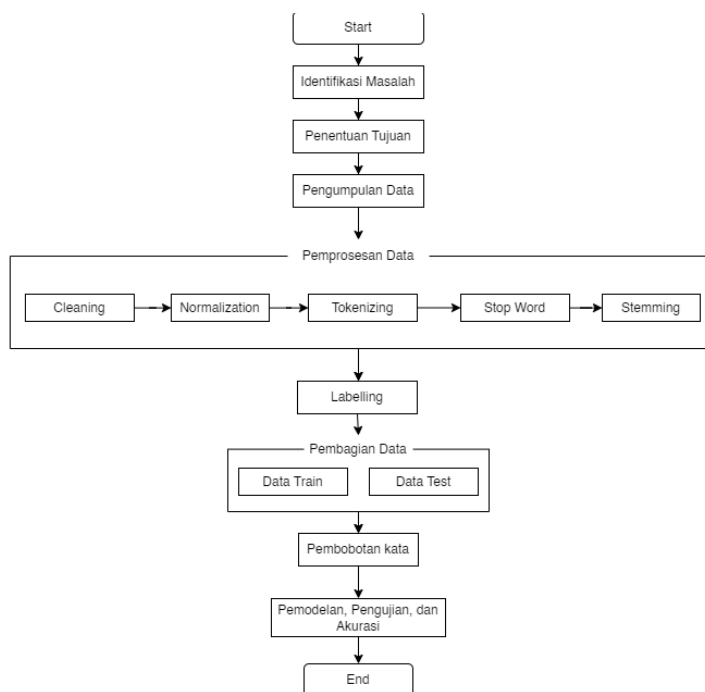 Start
Identifikasi Masalah
Penentuan Tujuan
Pengumpulan Data
Pemprosesan Data
Cleaning
Normalization
Tokenizing
Stop Word
Stemming
Labelling
Pembagian Data
Data Train
Data Test
Pembobotan kata
Pemodelan, Pengujian, dan
Akurasi
End